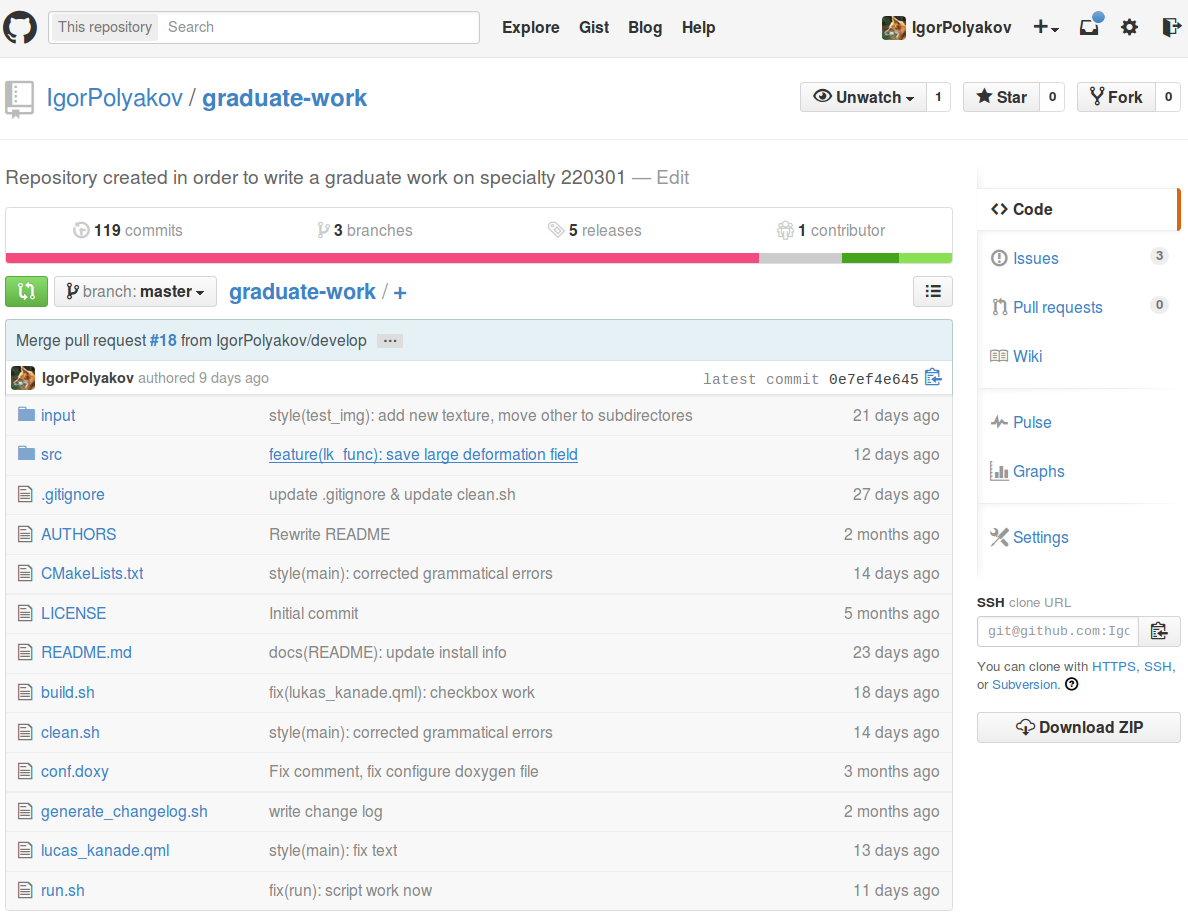 This repository Search Explore Gist Blog Help IgorPolyakov
IgorPolyakov / graduate-work Unwatch 1 Star 0 Fork 0
Repository created in order to write a graduate work on specialty 220301 — Edit
119 commits 3 branches 5 releases 1 contributor
branch: master graduate-work / +
Merge pull request #18 from IgorPolyakov/develop …
IgorPolyakov authored 9 days ago latest commit 0e7ef4e645
input style(test_img): add new texture, move other to subdirectores 21 days ago
src feature(lk_func): save large deformation field 12 days ago
.gitignore update .gitignore & update clean.sh 27 days ago
AUTHORS Rewrite README 2 months ago
CMakeLists.txt style(main): corrected grammatical errors 14 days ago
LICENSE Initial commit 5 months ago
README.md docs(README): update install info 23 days ago
build.sh fix(lukas_kanade.qml): checkbox work 18 days ago
clean.sh style(main): corrected grammatical errors 14 days ago
conf.doxy Fix comment, fix configure doxygen file 3 months ago
generate_changelog.sh write change log 2 months ago
lucas_kanade.qml style(main): fix text 13 days ago
run.sh fix(run): script work now 11 days ago
Code
Issues 3
Pull requests 0
Wiki
Pulse
Graphs
Settings
SSH clone URL
git@github.com:Igo
You can clone with HTTPS, SSH,
or Subversion.
Download ZIP